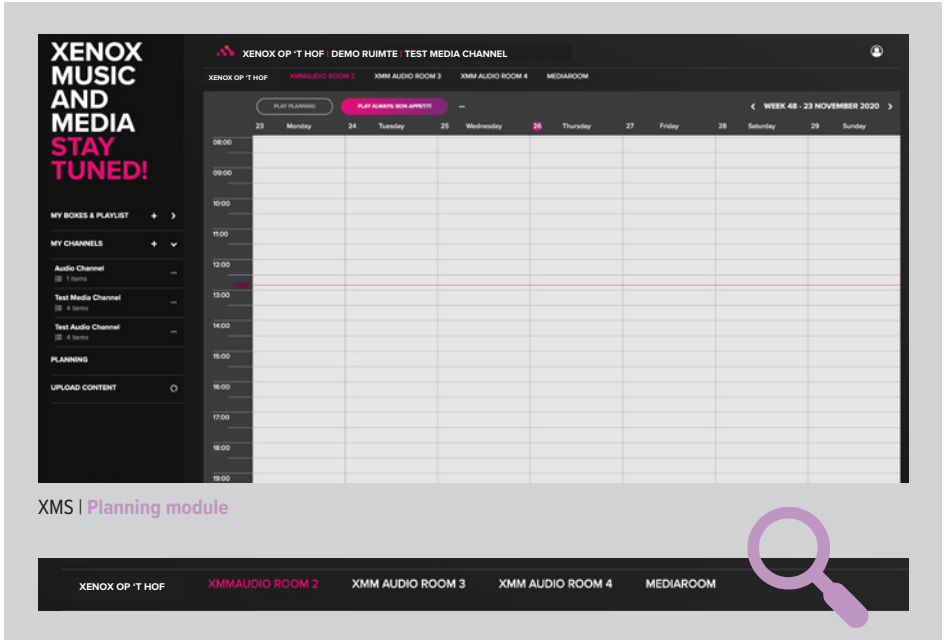 XENOX
MUSIC
AND
MEDIA
STAY
TUNED!
MY BOXES & PLAYLIST + >
MY CHANNELS +
Audio Channel
1 Items
Test Media Channel
4 Items
Test Audio Channel
4 Items
PLANNING
UPLOAD CONTENT
XENOX OP ‘T HOF | DEMO RUIMTE | TEST MEDIA CHANNEL
XENOX OP ‘T HOF XMMAUDIO ROOM 2 XMM AUDIO ROOM 3 XMM AUDIO ROOM 4 MEDIAROOM
PLAY PLANNING PLAY ALWAYS: BON APPETIT! ... < WEEK 48 - 23 NOVEMBER 2020 >
23 Monday 24 Tuesday 25 Wednesday 26 Thursday 27 Friday 28 Saturday 29 Sunday
08:00
09:00
10:00
11:00
12:00
13:00
14:00
15:00
16:00
17:00
18:00
19:00
XMS | Planning module
XENOX OP ‘T HOF XMMAUDIO ROOM 2 XMM AUDIO ROOM 3 XMM AUDIO ROOM 4 MEDIAROOM